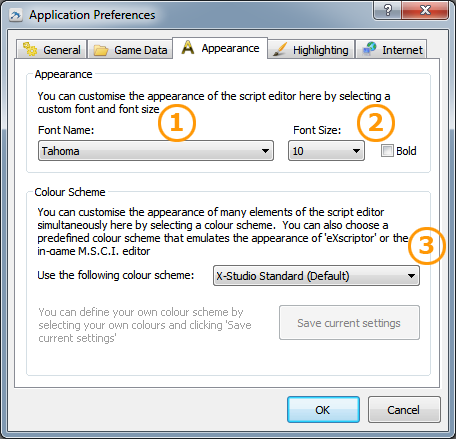 Application Preferences
General
Game Data
Appearance
Highlighting
Internet
Appearance
You can customise the appearance of the script editor here by selecting a
custom font and font size
1
2
Font Name:
Font Size:
Tahoma
10
Bold
Colour Scheme
You can customise the appearance of many elements of the script editor
simultaneously here by selecting a colour scheme. You can also choose a
predefined colour scheme that emulates the appearance of 'eXscriptor' or the
in-game M.S.C.I. editor
3
Use the following colour scheme:
X-Studio Standard (Default)
You can define your own colour scheme by
selecting your own colours and clicking 'Save
current settings'
Save current settings
OK
Cancel